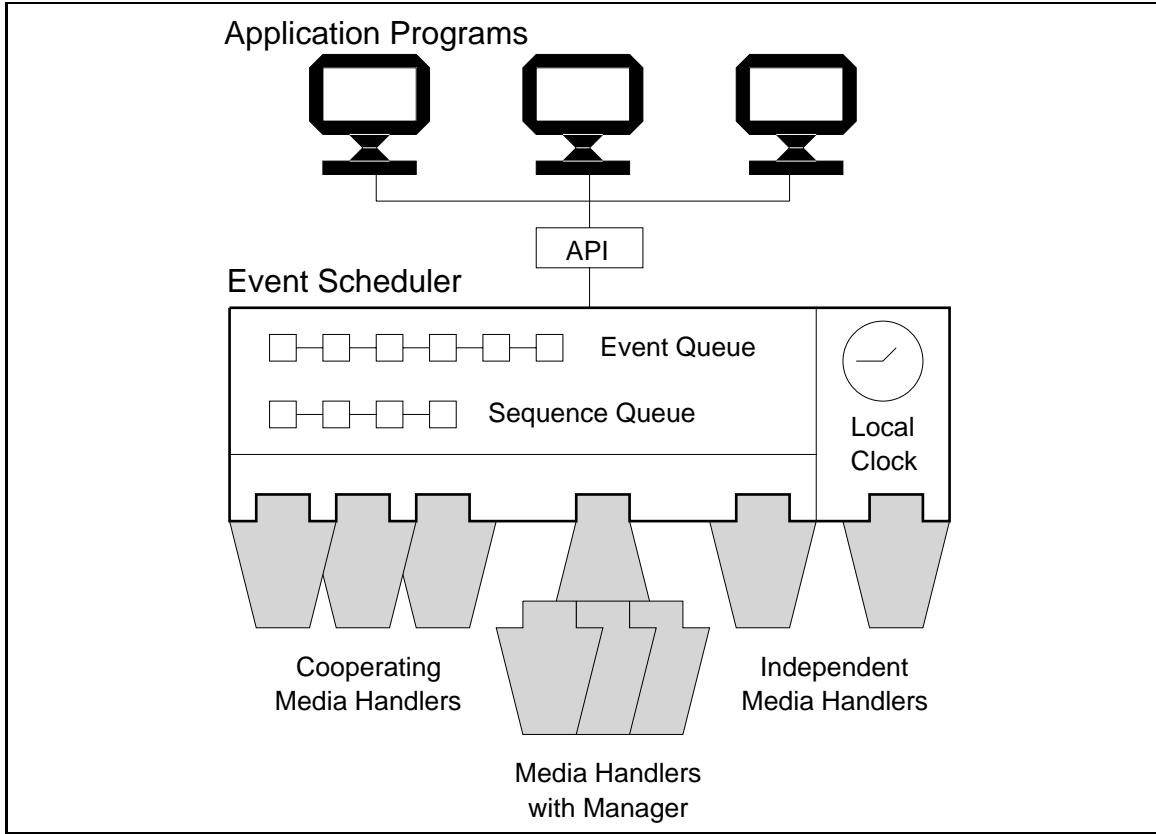 Application Programs
API
Event Scheduler
Event Queue
Sequence Queue
Local
Clock
Cooperating
Media Handlers
Independent
Media Handlers
Media Handlers
with Manager